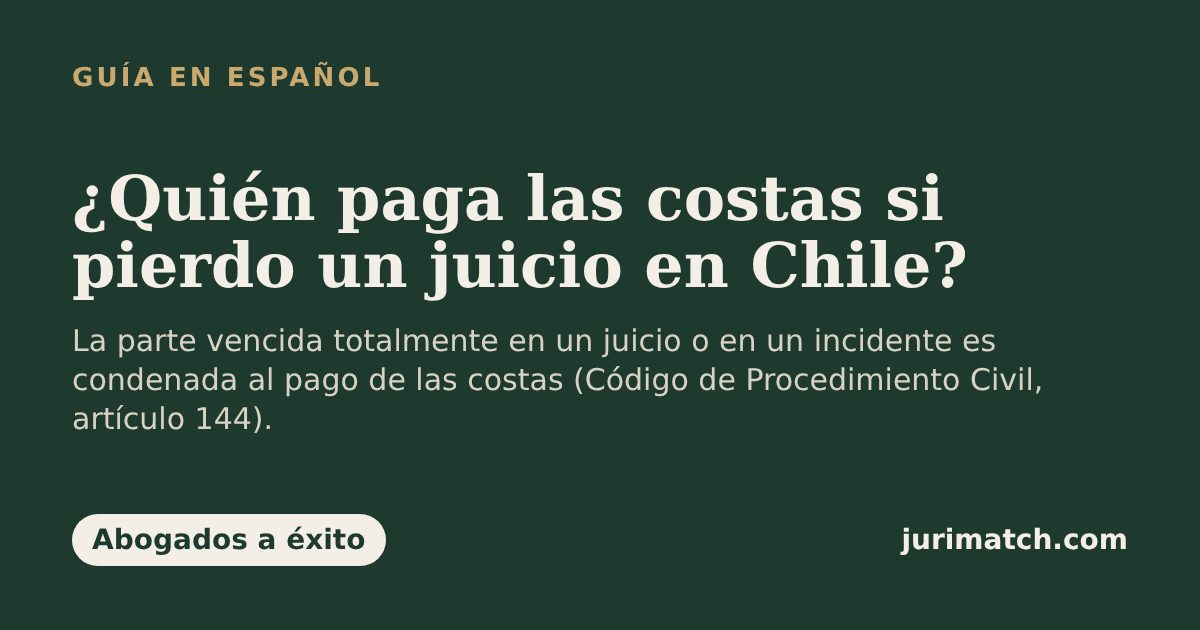 GUÍA EN ESPAÑOL
¿Quién paga las costas si
pierdo un juicio en Chile?
La parte vencida totalmente en un juicio o en un incidente es
condenada al pago de las costas (Código de Procedimiento Civil,
artículo 144).
Abogados a éxito
jurimatch.com